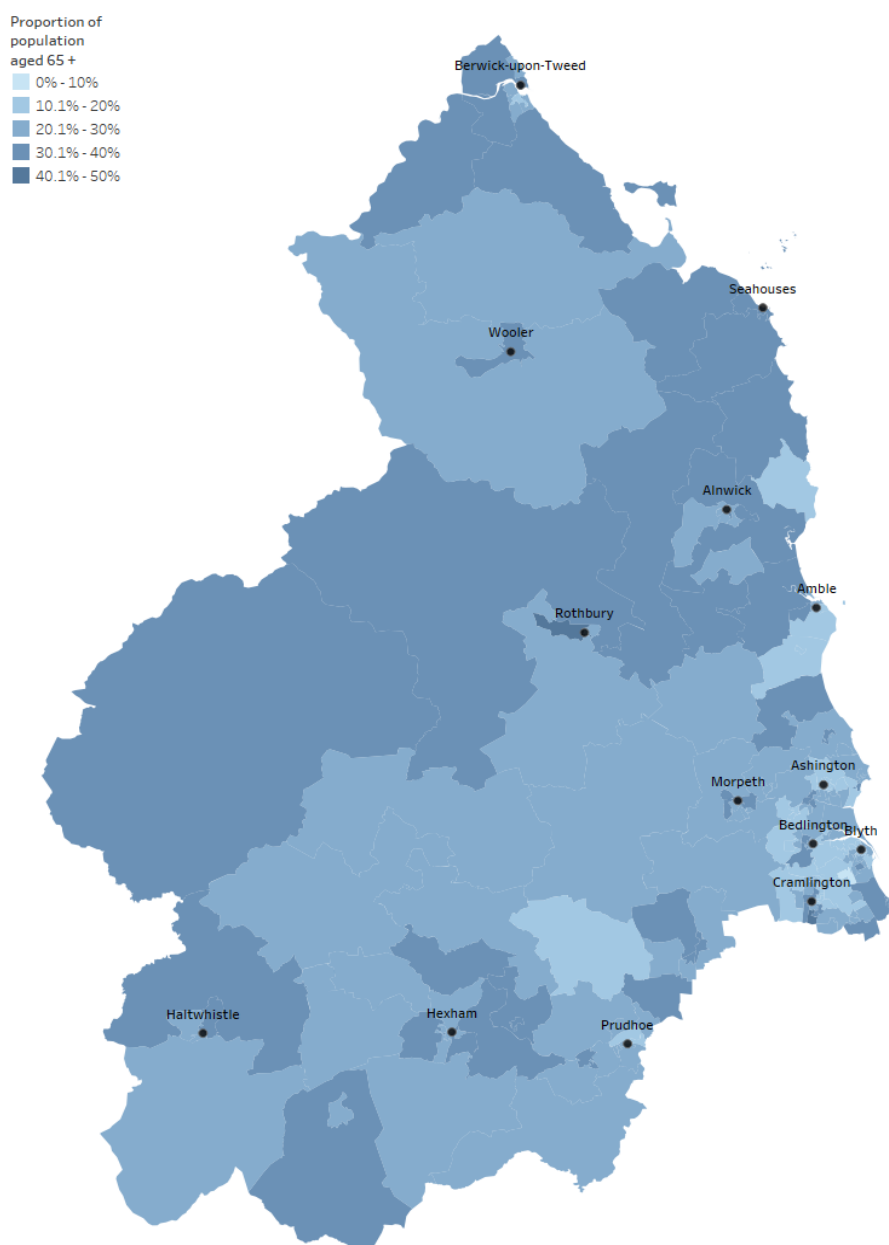 Proportion of
population
aged 65 +
0% - 10%
10.1% - 20%
20.1% - 30%
30.1% - 40%
40.1% - 50%
Berwick-upon-Tweed
Seahouses
Wooler
Alnwick
Amble
Rothbury
Ashington
Morpeth
Bedlington
Blyth
Cramlington
Haltwhistle
Hexham
Prudhoe